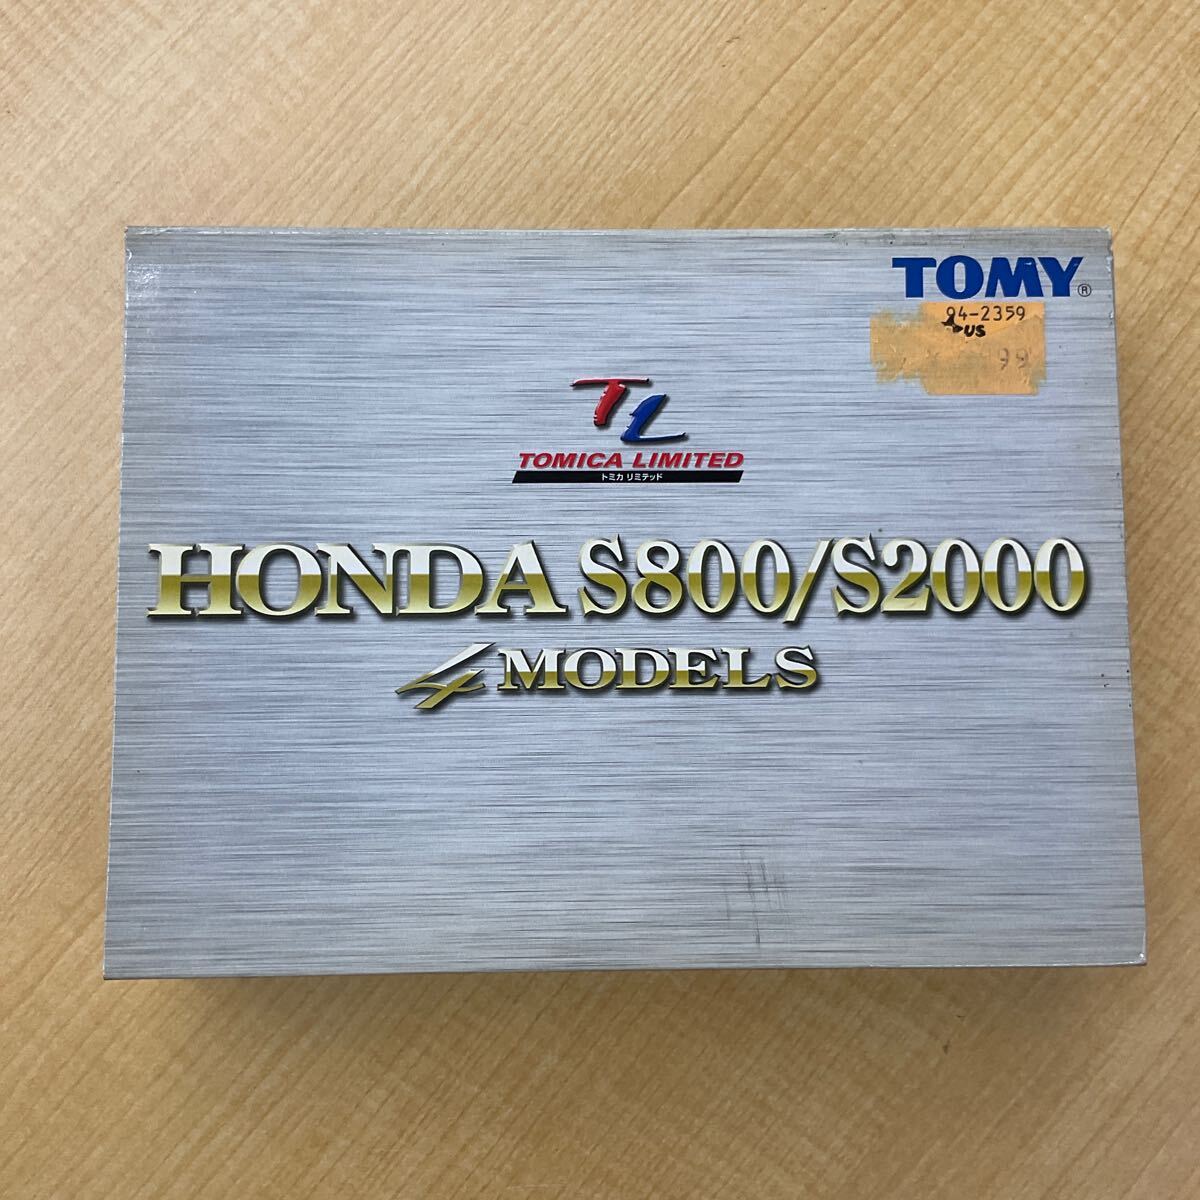 TOMY®
94-2359
US
99
TL
TOMICA LIMITED
トミカ リミテッド
HONDA S800/S2000
4 MODELS